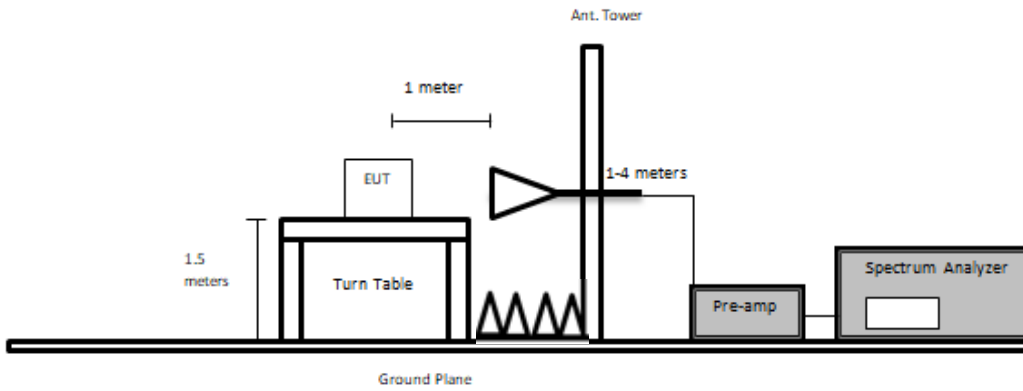 Ant. Tower
1 meter
1-4 meters
EUT
1.5
meters
Turn Table
Spectrum Analyzer
Pre-amp
Ground Plane